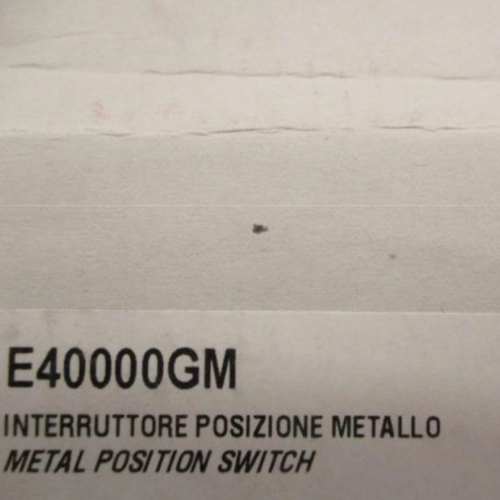 E40000GM
INTERRUTTORE POSIZIONE METALLO
METAL POSITION SWITCH